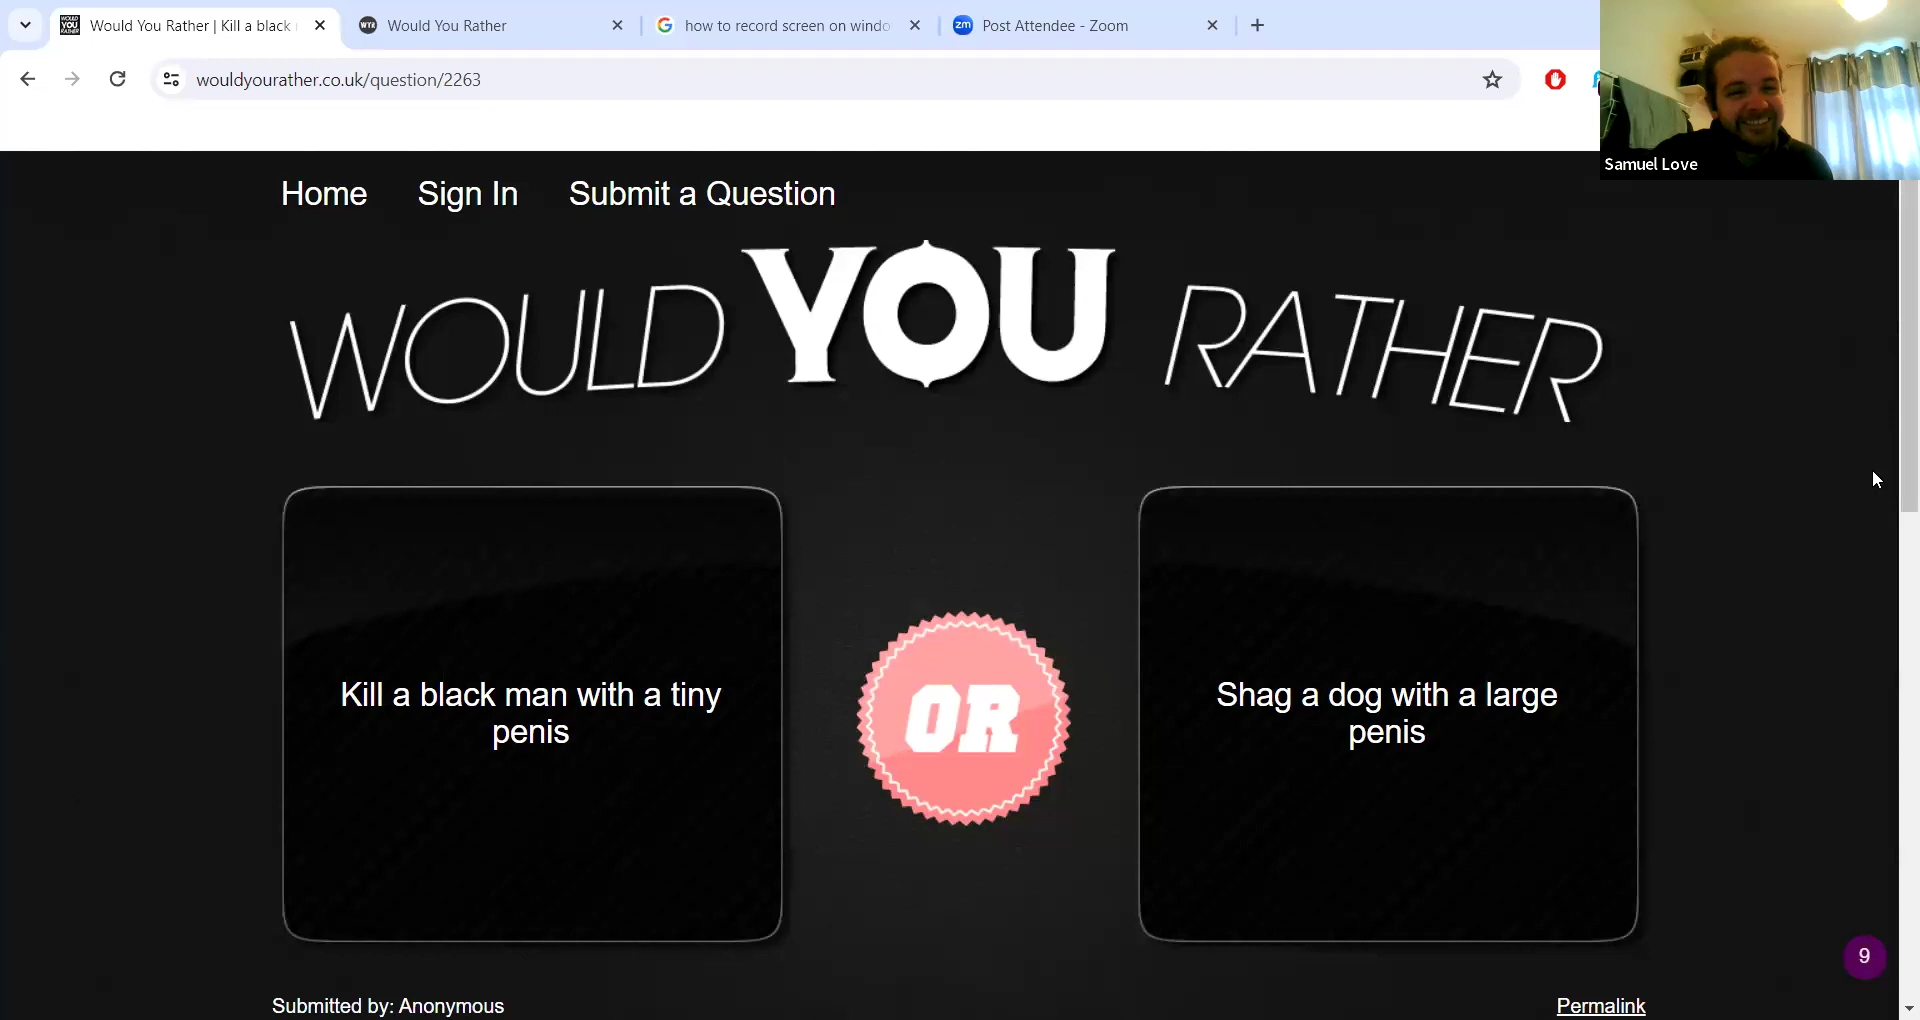 Would You Rather | Kill a black
Would You Rather
how to record screen on windo
Post Attendee - Zoom
wouldyourather.co.uk/question/2263
Samuel Love
Home Sign In Submit a Question
WOULD YOU RATHER
Kill a black man with a tiny
penis
OR
Shag a dog with a large
penis
9
Submitted by: Anonymous
Permalink